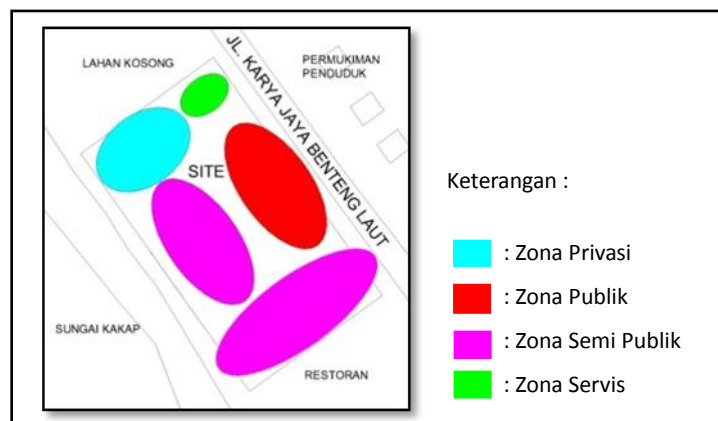 LAHAN KOSONG
JL. KARYA JAYA BENTENG LAUT
PERMUKIMAN
PENDUDUK
SITE
SUNGAI KAKAP
RESTORAN
Keterangan :
: Zona Privasi
: Zona Publik
: Zona Semi Publik
: Zona Servis